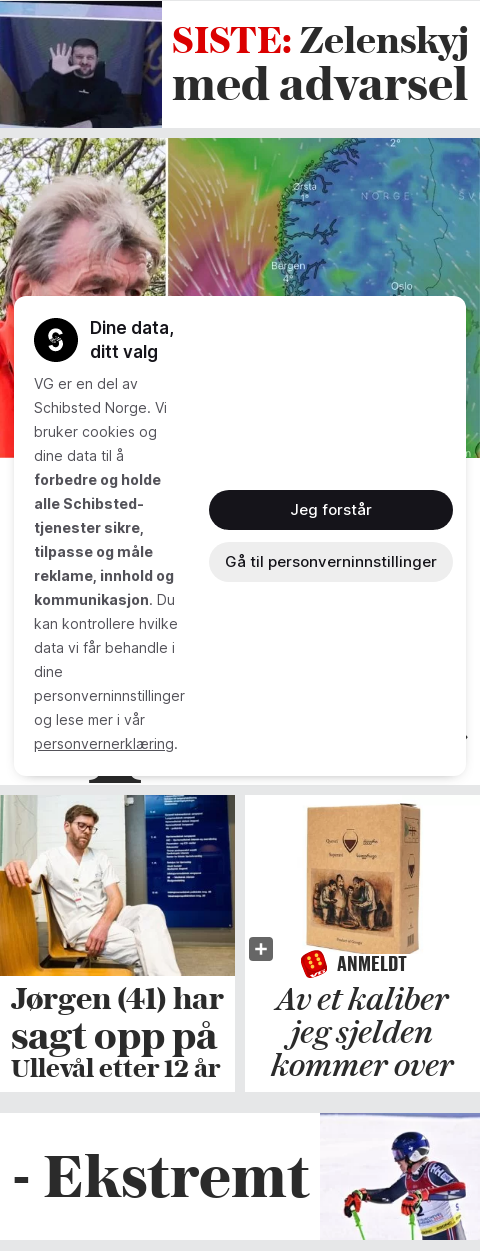 SISTE: Zelenskyj
med advarsel
2°
Ørsta
1°
NORGE
SV
Bergen
4°
Oslo
Dine data,
ditt valg
VG er en del av
Schibsted Norge. Vi
bruker cookies og
dine data til å
forbedre og holde
alle Schibsted-
tjenester sikre,
tilpasse og måle
reklame, innhold og
kommunikasjon. Du
kan kontrollere hvilke
data vi får behandle i
dine
personverninnstillinger
og lese mer i vår
personvernerklæring.
Jeg forstår
Gå til personverninnstillinger
Jørgen (41) har
sagt opp på
Ullevål etter 12 år
ANMELDT
Av et kaliber
jeg sjelden
kommer over
- Ekstremt